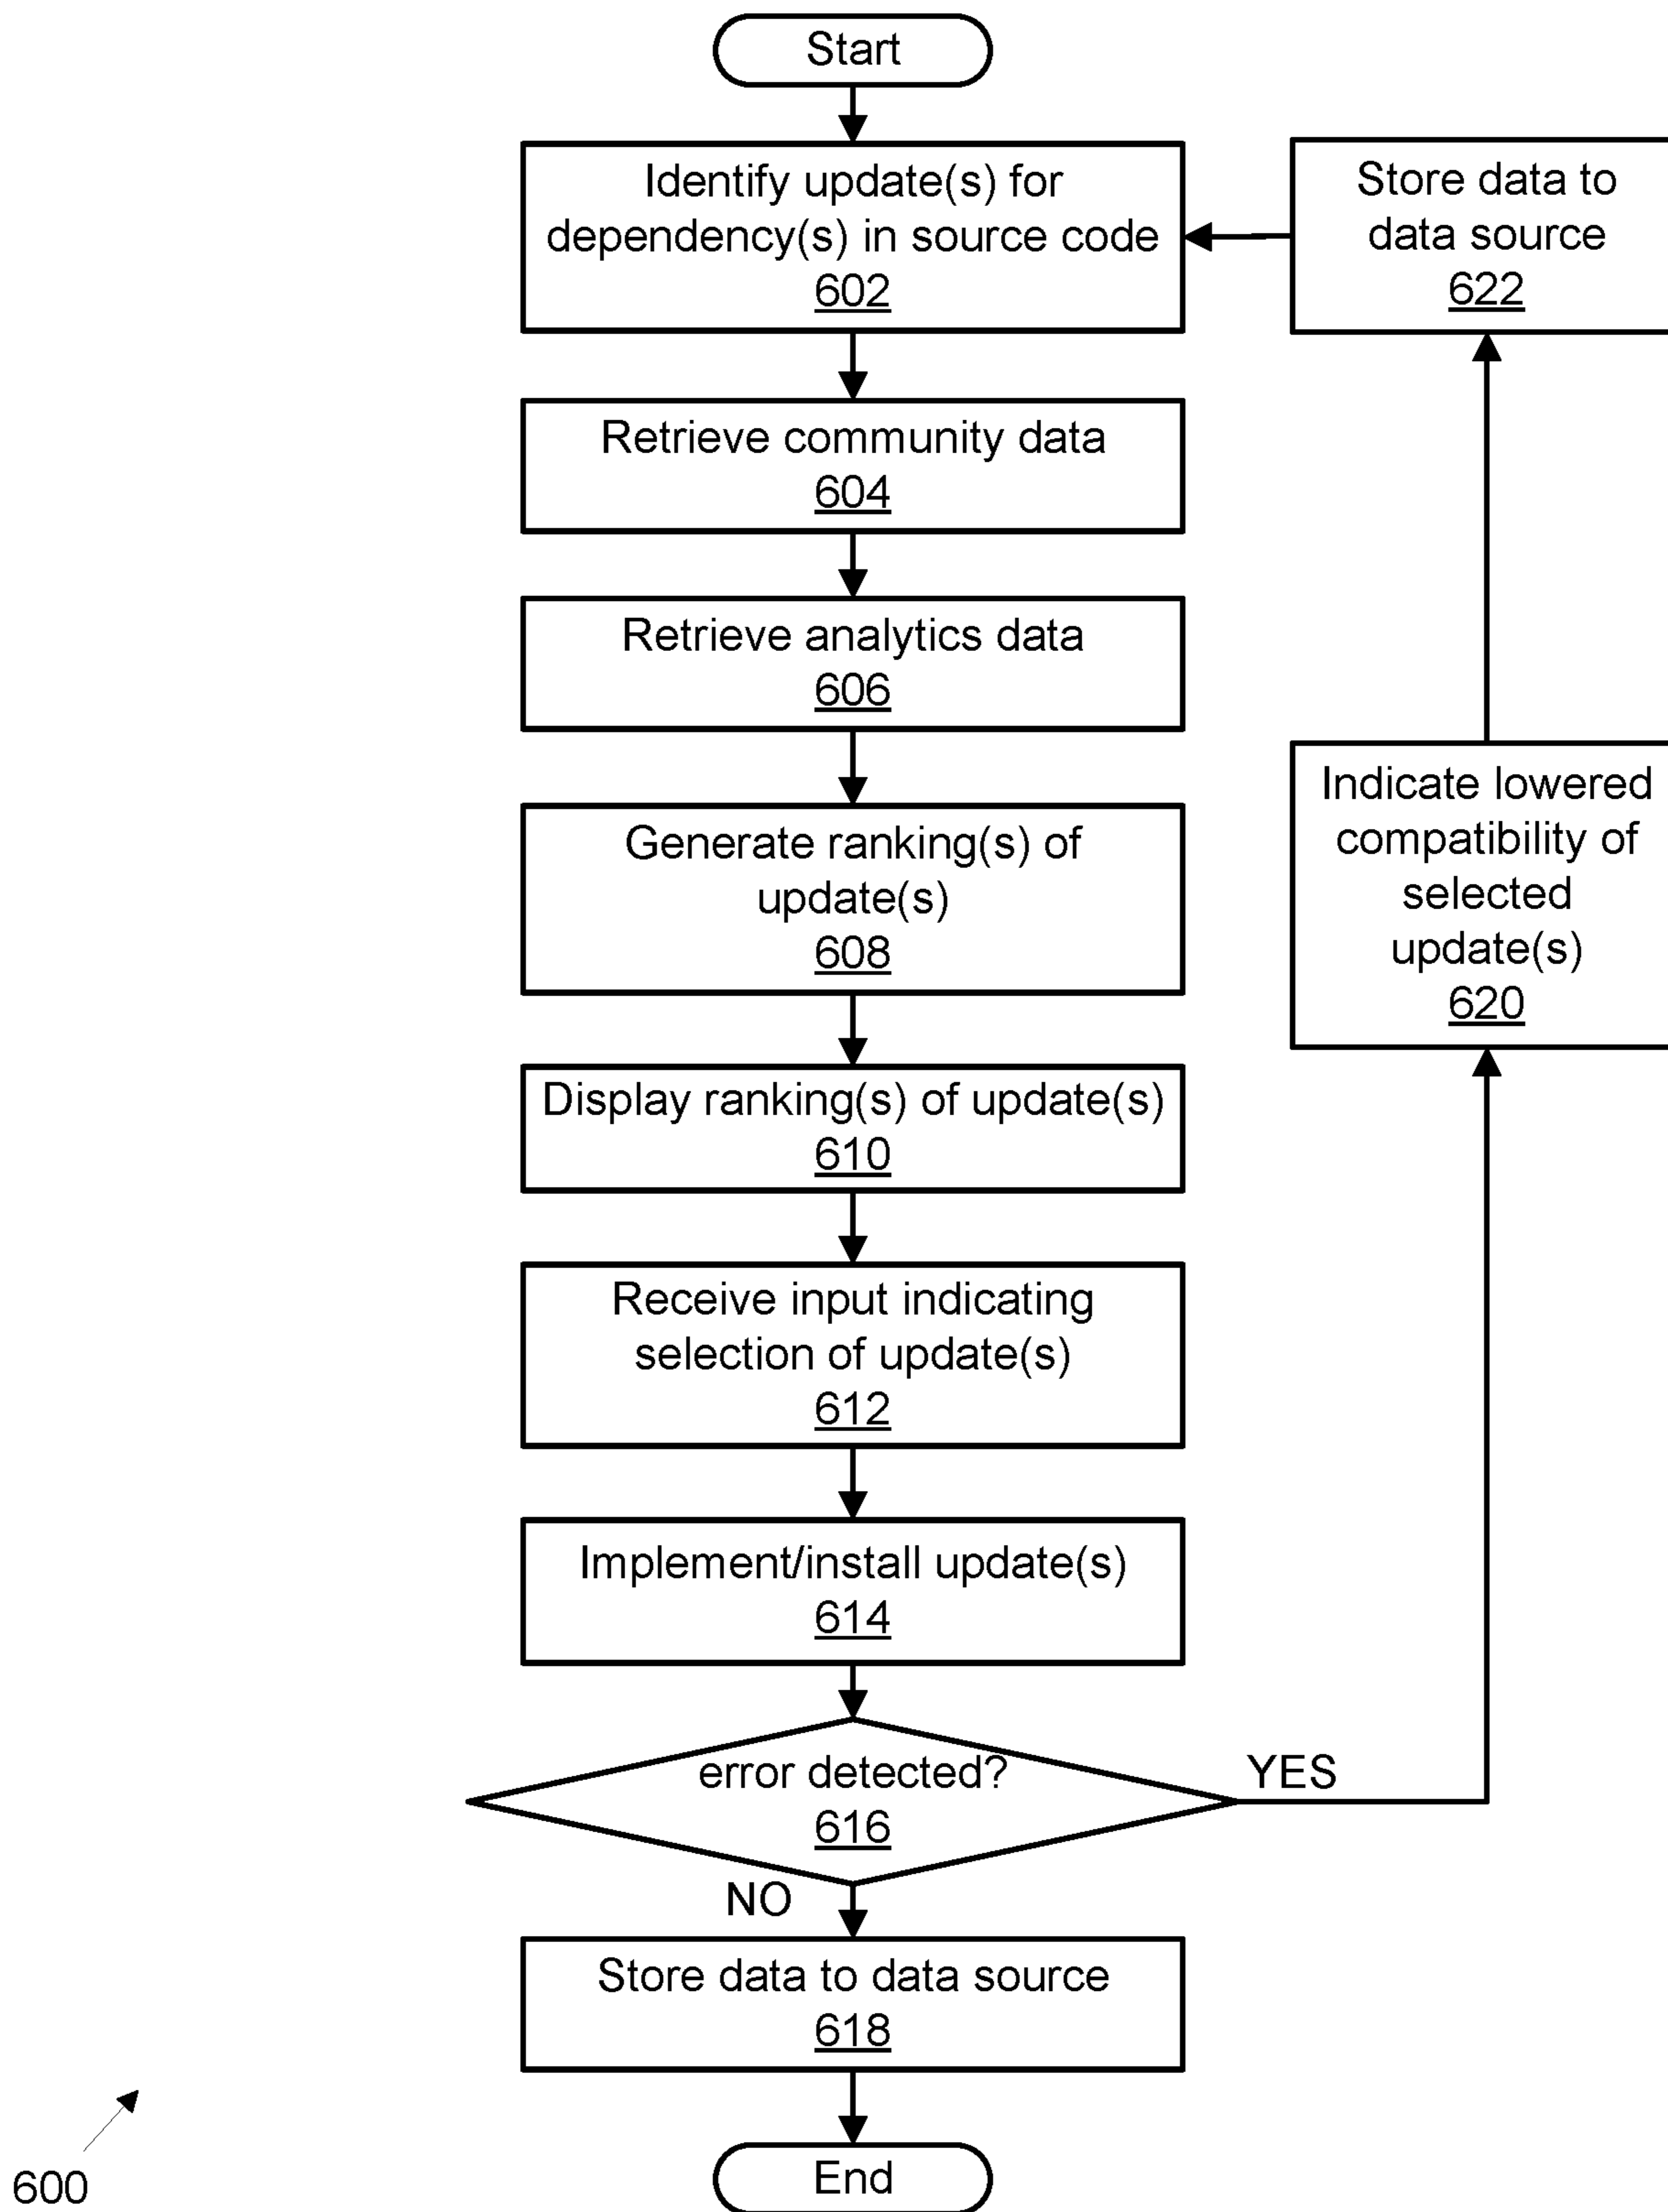 Start
Identify update(s) for
dependency(s) in source code
602
Store data to
data source
622
Retrieve community data
604
Retrieve analytics data
606
Generate ranking(s) of
update(s)
608
Indicate lowered
compatibility of
selected
update(s)
620
Display ranking(s) of update(s)
610
Receive input indicating
selection of update(s)
612
Implement/install update(s)
614
error detected?
616
YES
NO
Store data to data source
618
End
600